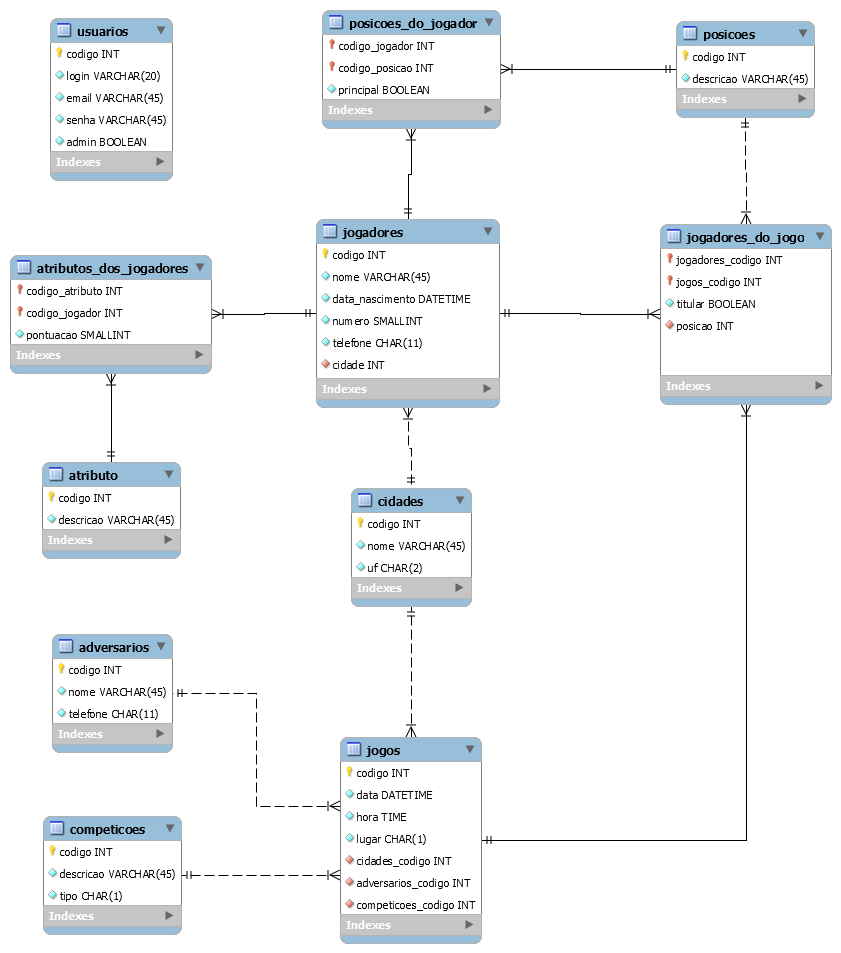 usuarios
codigo INT
login VARCHAR(20)
email VARCHAR(45)
senha VARCHAR(45)
admin BOOLEAN
Indexes
posicoes_do_jogador
codigo_jogador INT
codigo_posicao INT
principal BOOLEAN
Indexes
posicoes
codigo INT
descricao VARCHAR(45)
Indexes
atributos_dos_jogadores
codigo_atributo INT
codigo_jogador INT
pontuacao SMALLINT
Indexes
jogadores
codigo INT
nome VARCHAR(45)
data_nascimento DATETIME
numero SMALLINT
telefone CHAR(11)
cidade INT
Indexes
jogadores_do_jogo
jogadores_codigo INT
jogos_codigo INT
titular BOOLEAN
posicao INT
Indexes
atributo
codigo INT
descricao VARCHAR(45)
Indexes
cidades
codigo INT
nome VARCHAR(45)
uf CHAR(2)
Indexes
adversarios
codigo INT
nome VARCHAR(45)
telefone CHAR(11)
Indexes
competicoes
codigo INT
descricao VARCHAR(45)
tipo CHAR(1)
Indexes
jogos
codigo INT
data DATETIME
hora TIME
lugar CHAR(1)
cidades_codigo INT
adversarios_codigo INT
competicoes_codigo INT
Indexes